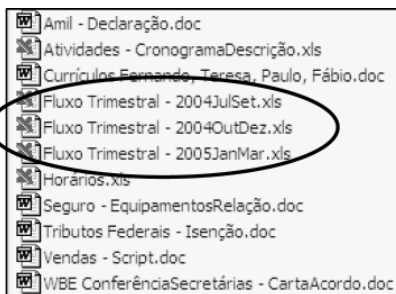 Amil - Declaração.doc
Atividades - CronogramaDescrição.xls
Currículos Fernando, Teresa, Paulo, Fábio.doc
Fluxo Trimestral - 2004JulSet.xls
Fluxo Trimestral - 2004OutDez.xls
Fluxo Trimestral - 2005JanMar.xls
Horários.xls
Seguro - EquipamentosRelação.doc
Tributos Federais - Isenção.doc
Vendas - Script.doc
WBE ConferênciaSecretárias - CartaAcordo.doc